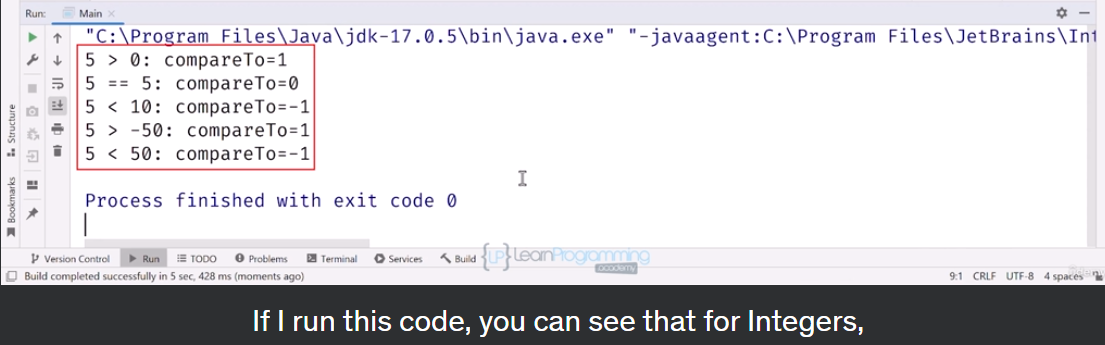 Run: Main
"C:\Program Files\Java\jdk-17.0.5\bin\java.exe" "-javaagent:C:\Program Files\JetBrains\Int
5 > 0: compareTo=1
5 == 5: compareTo=0
5 < 10: compareTo=-1
5 > -50: compareTo=1
5 < 50: compareTo=-1
Process finished with exit code 0
Structure
Bookmarks
Version Control Run TODO Problems Terminal Services Build
{LP} LearnProgramming
academy
Build completed successfully in 5 sec, 428 ms (moments ago) 9:1 CRLF UTF-8 4 spaces
If I run this code, you can see that for Integers,